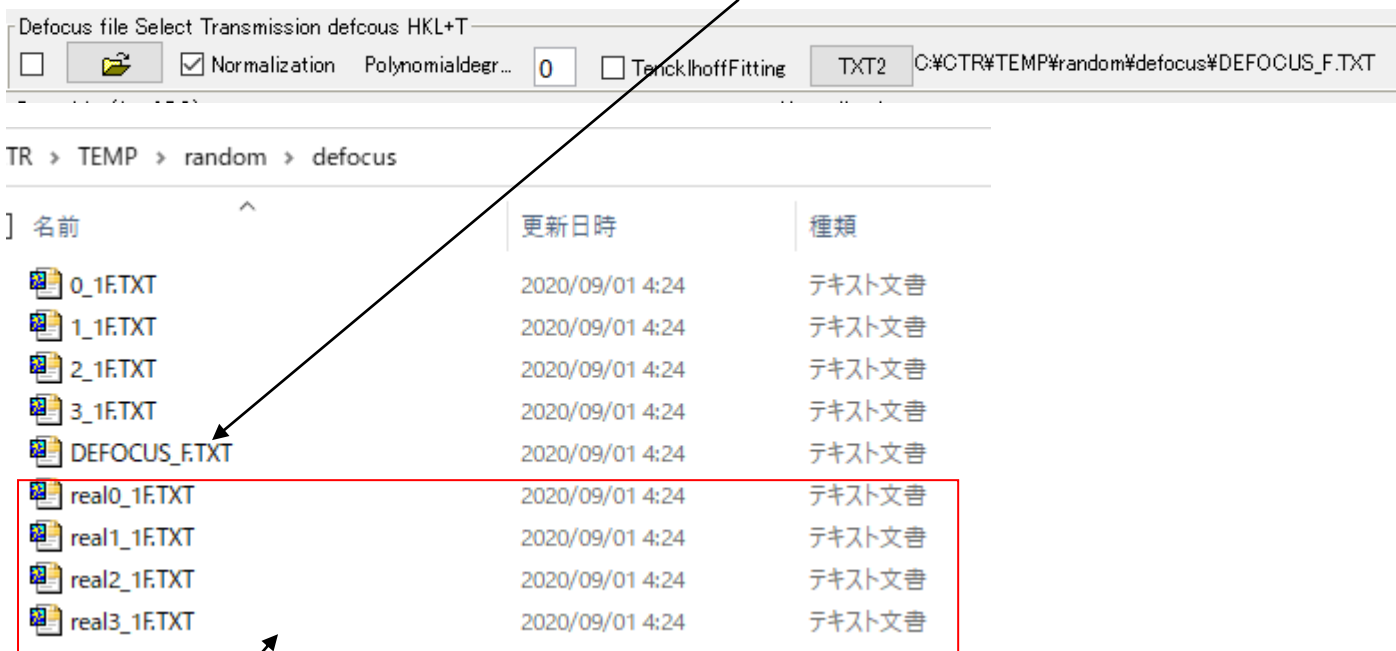 Defocus file Select Transmission defcous HKL+T
Normalization Polynomialdegr... 0 TencklhoffFitting TXT2 C:¥CTR¥TEMP¥random¥defocus¥DEFOCUS_F.TXT
TR > TEMP > random > defocus
名前 更新日時 種類
0_1F.TXT 2020/09/01 4:24 テキスト文書
1_1F.TXT 2020/09/01 4:24 テキスト文書
2_1F.TXT 2020/09/01 4:24 テキスト文書
3_1F.TXT 2020/09/01 4:24 テキスト文書
DEFOCUS_F.TXT 2020/09/01 4:24 テキスト文書
real0_1F.TXT 2020/09/01 4:24 テキスト文書
real1_1F.TXT 2020/09/01 4:24 テキスト文書
real2_1F.TXT 2020/09/01 4:24 テキスト文書
real3_1F.TXT 2020/09/01 4:24 テキスト文書